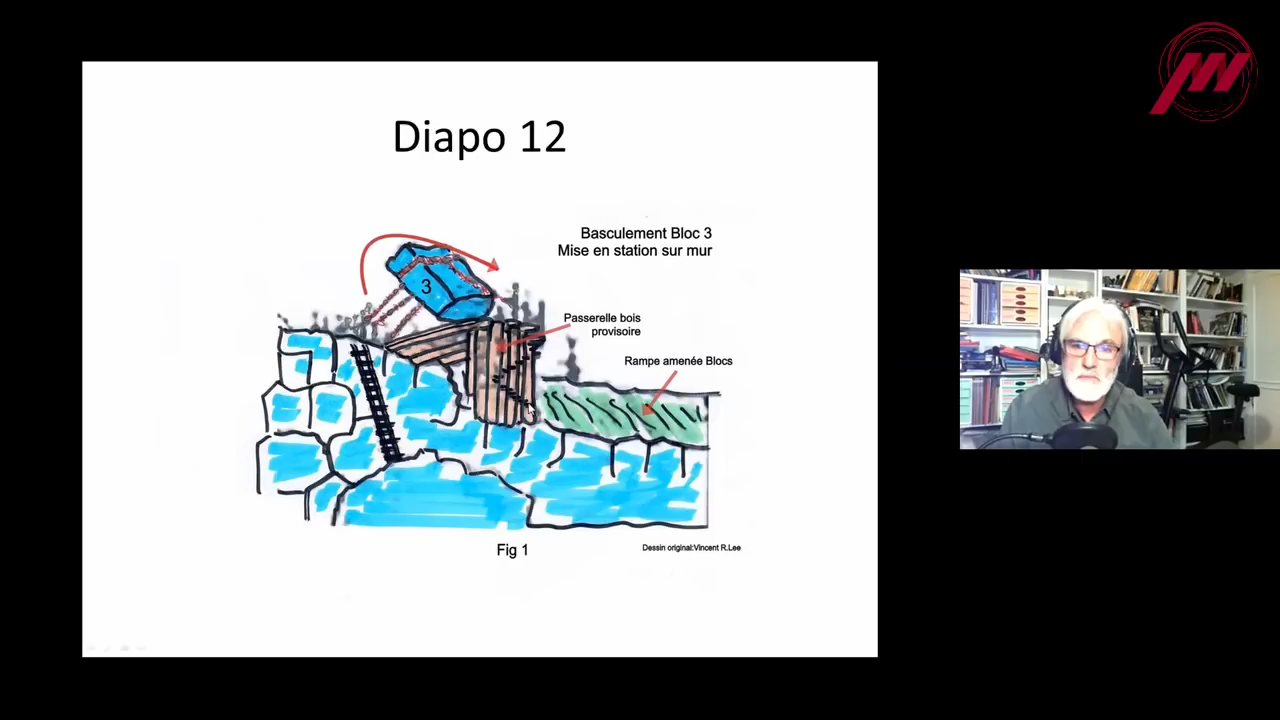 Diapo 12
Basculement Bloc 3
Mise en station sur mur
3
Passerelle bois
provisoire
Rampe amenée Blocs
Fig 1
Dessin original:Vincent R.Lee